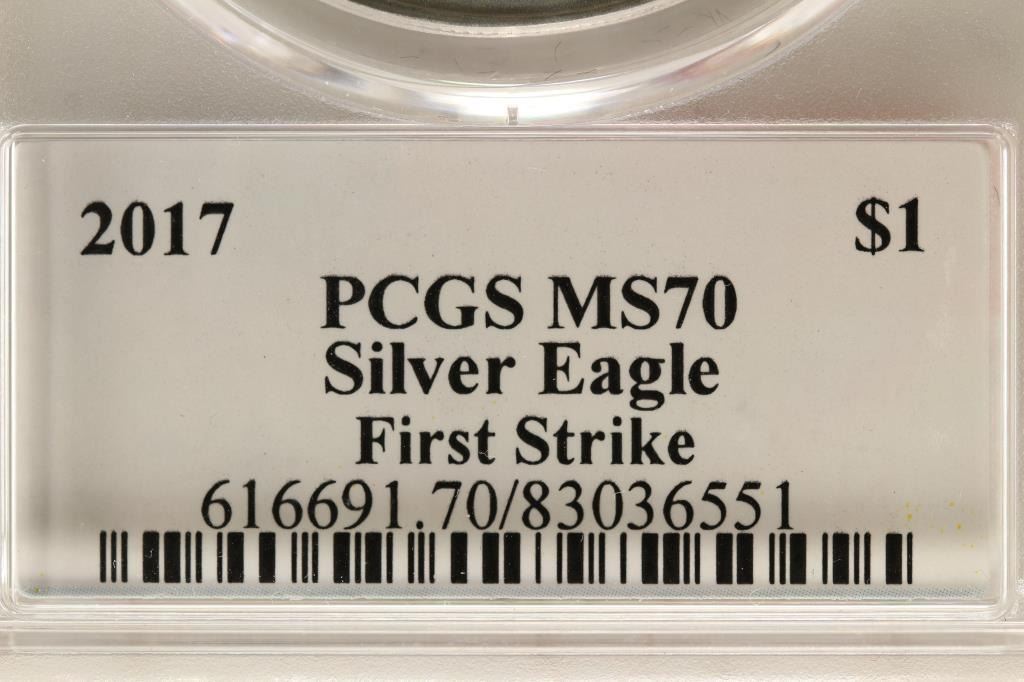 2017 $1
PCGS MS70
Silver Eagle
First Strike
616691.70/83036551